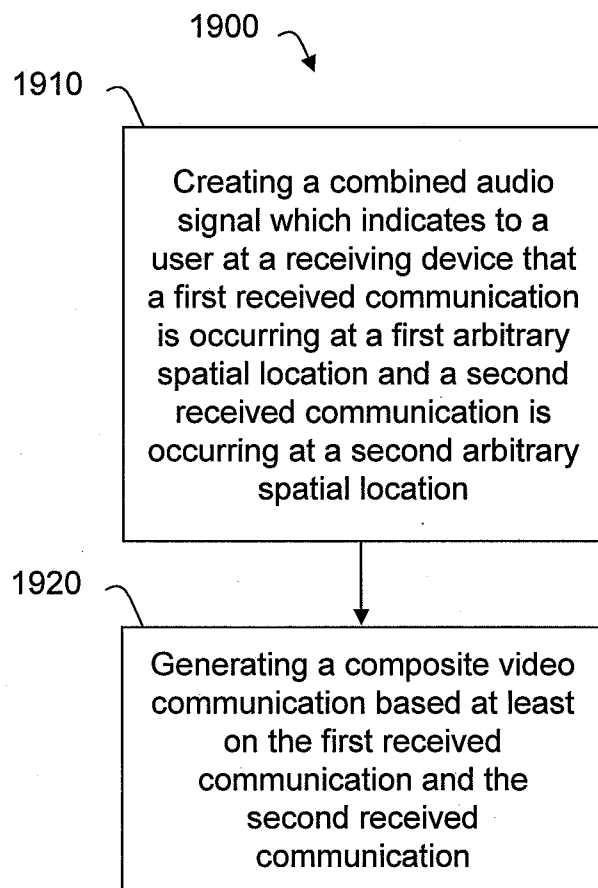 1900
1910
Creating a combined audio
signal which indicates to a
user at a receiving device that
a first received communication
is occurring at a first arbitrary
spatial location and a second
received communication is
occurring at a second arbitrary
spatial location
1920
Generating a composite video
communication based at least
on the first received
communication and the
second received
communication